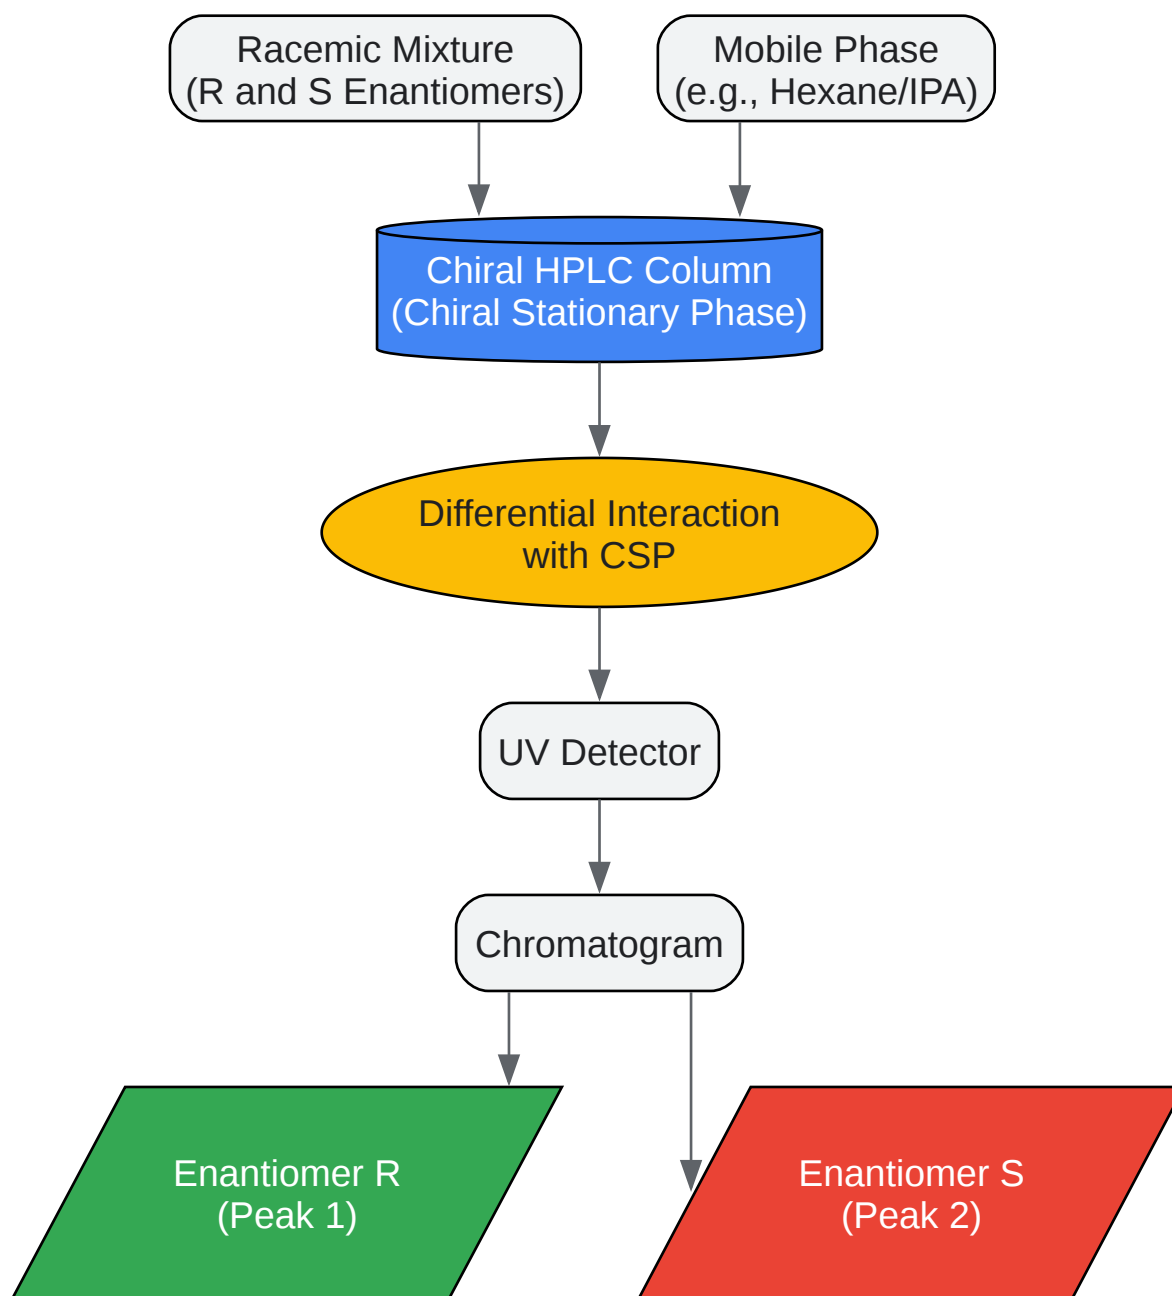 Racemic Mixture
(R and S Enantiomers)
Mobile Phase
(e.g., Hexane/IPA)
Chiral HPLC Column
(Chiral Stationary Phase)
Differential Interaction
with CSP
UV Detector
Chromatogram
Enantiomer R
(Peak 1)
Enantiomer S
(Peak 2)